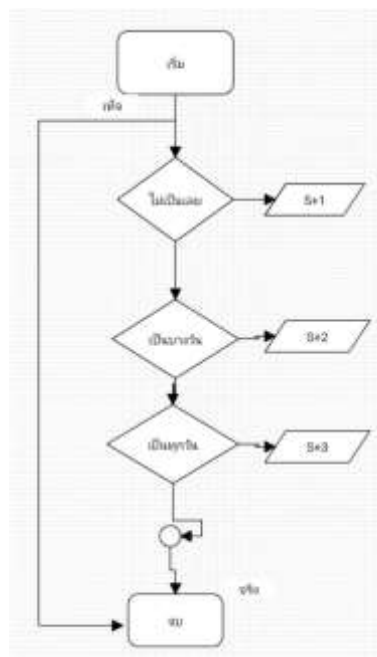 เริ่ม
เท็จ
ไม่เป็นเลย
S+1
เป็นบางวัน
S+2
เป็นทุกวัน
S+3
จริง
จบ